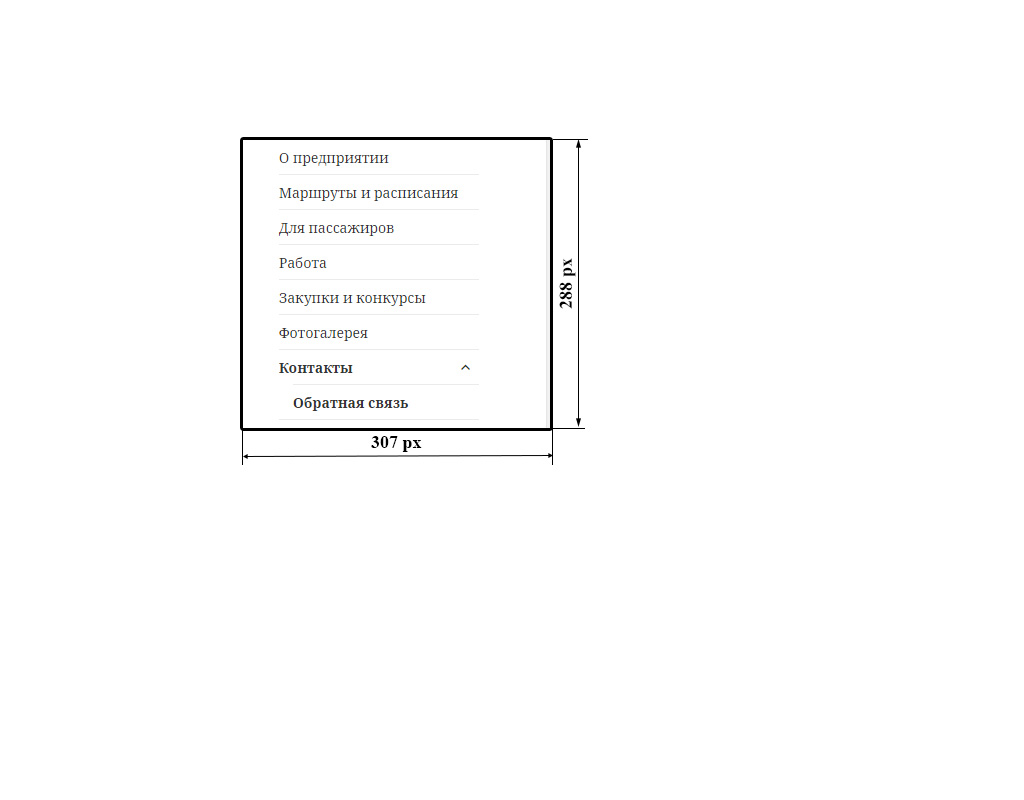 О предприятии
Маршруты и расписания
Для пассажиров
Работа
Закупки и конкурсы
Фотогалерея
Контакты
Обратная связь
288 px
307 px